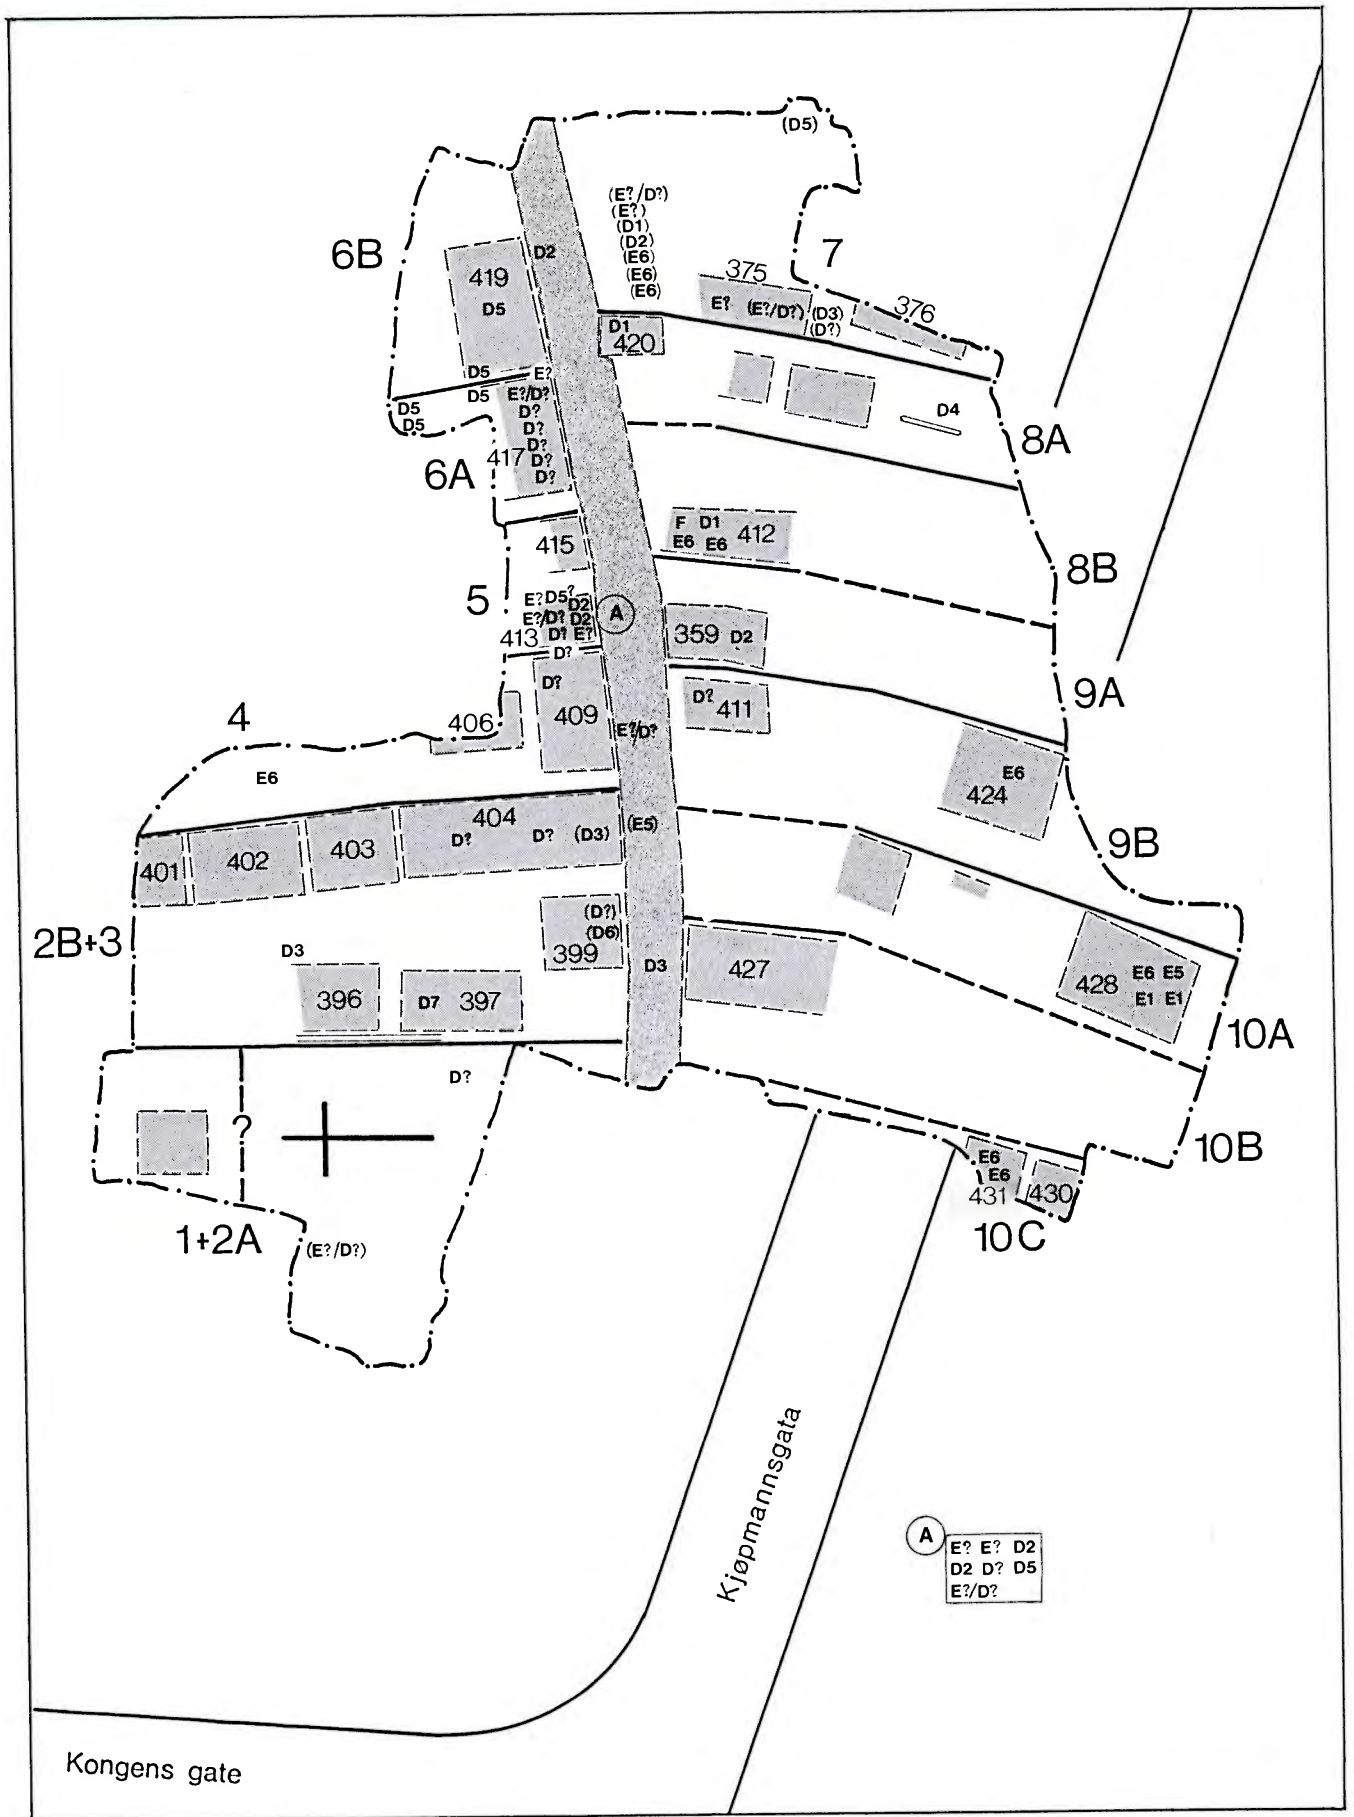 (D5)
(E?/D?)
(E?)
(D1)
(D2)
(E6)
(E6)
(E6)
7
6B
D2
419
D5
375
E? (E?/D?)
(D3)
(D?)
376
D1
420
D5
E?
D5
D5
D5
E?/D?
D?
D?
D?
D?
D?
417
6A
D4
8A
F D1
E6 E6
412
415
8B
5
E? D5?
D2
E?/D? D2
D? E?
413
A
D?
359 D2
9A
D?
409
D?
411
406
4
E?/D?
E6
E6
424
404
D? D? (D3)
(E5)
401
402
403
9B
(D?)
(D6)
399
2B+3
D3
396
D7 397
D3
427
428
E6 E5
E1 E1
10A
D?
?
10B
E6
E6
431
430
10C
1+2A
(E?/D?)
Kjøpmannsgata
A
E? E? D2
D2 D? D5
E?/D?
Kongens gate